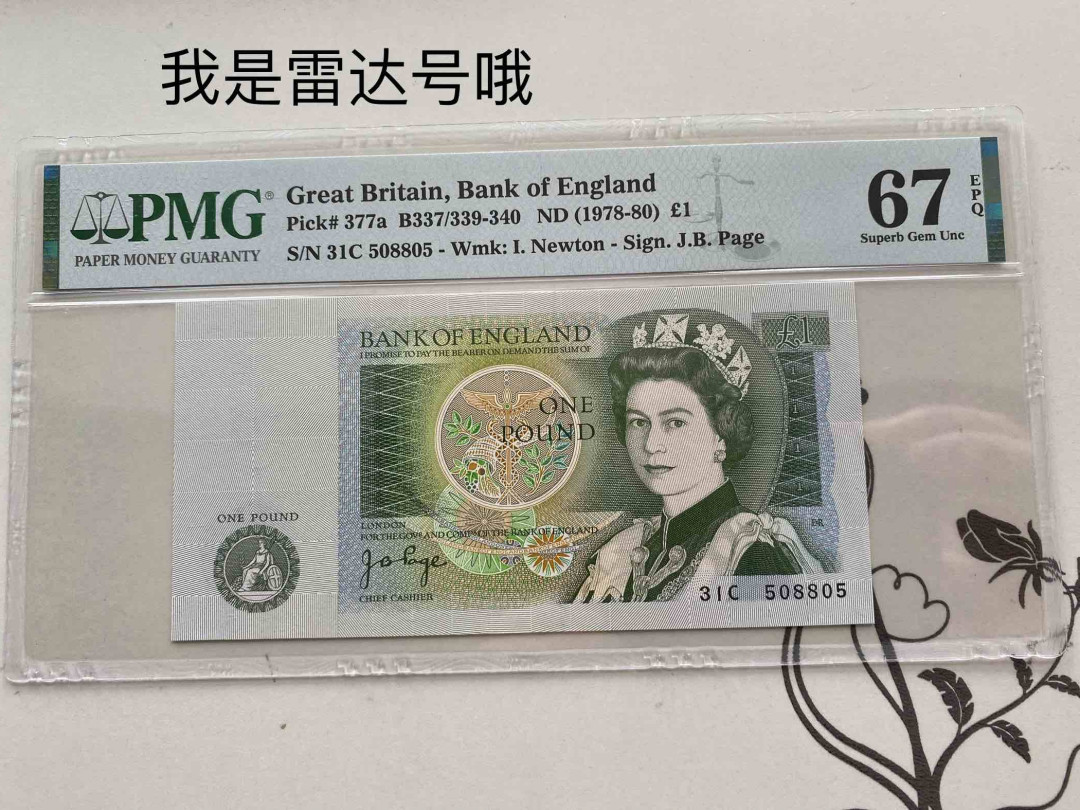 我是雷达号哦
PMG®
PAPER MONEY GUARANTY
Great Britain, Bank of England
Pick# 377a B337/339-340 ND (1978-80) £1
S/N 31C 508805 - Wmk: I. Newton - Sign. J.B. Page
67
EPQ
Superb Gem Unc
BANK OF ENGLAND
I PROMISE TO PAY THE BEARER ON DEMAND THE SUM OF
£1
ONE
POUND
ONE POUND
LONDON
FOR THE GOVR AND COMPA OF THE BANK OF ENGLAND
J B Page
CHIEF CASHIER
31C 508805